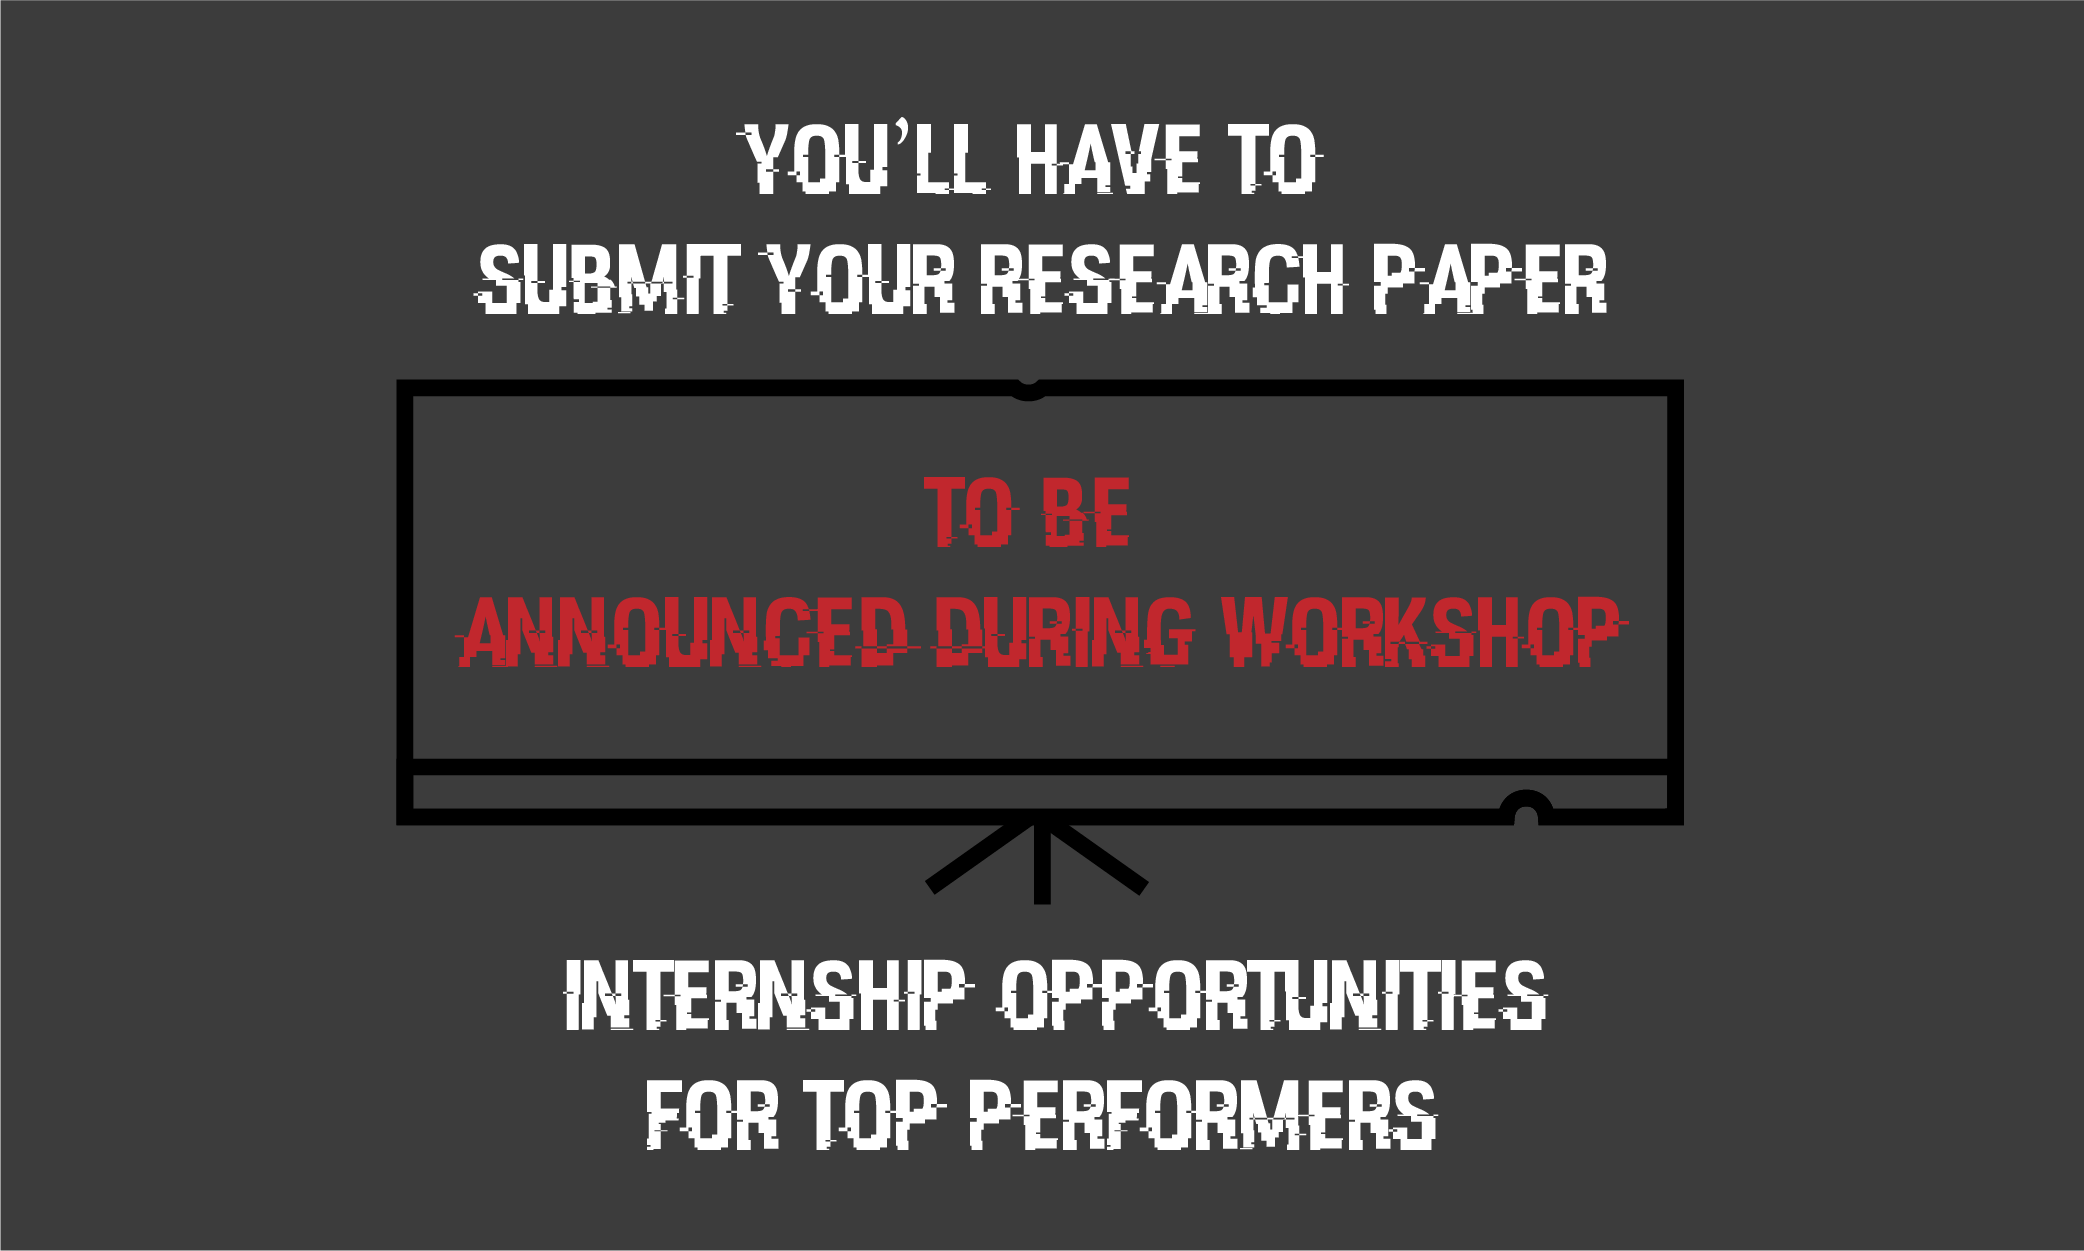 YOU'LL HAVE TO
SUBMIT YOUR RESEARCH PAPER
TO BE
ANNOUNCED DURING WORKSHOP
INTERNSHIP OPPORTUNITIES
FOR TOP PERFORMERS